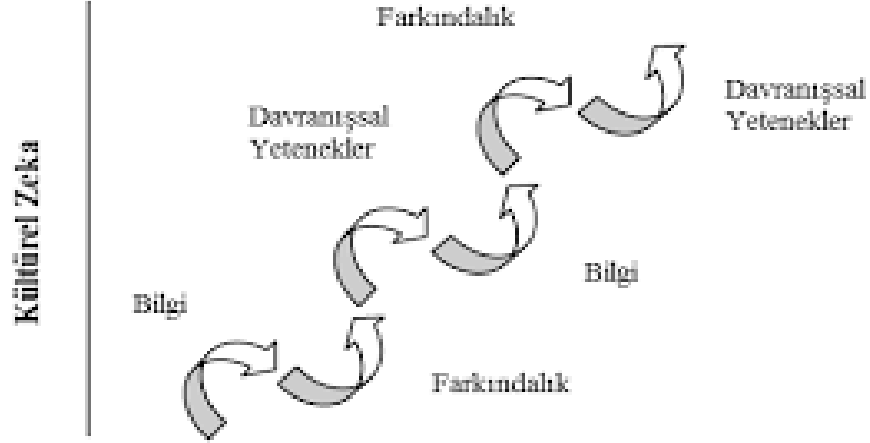 Farkındalık
Davranışsal
Yetenekler
Davranışsal
Yetenekler
Kültürel Zeka
Bilgi
Bilgi
Farkındalık